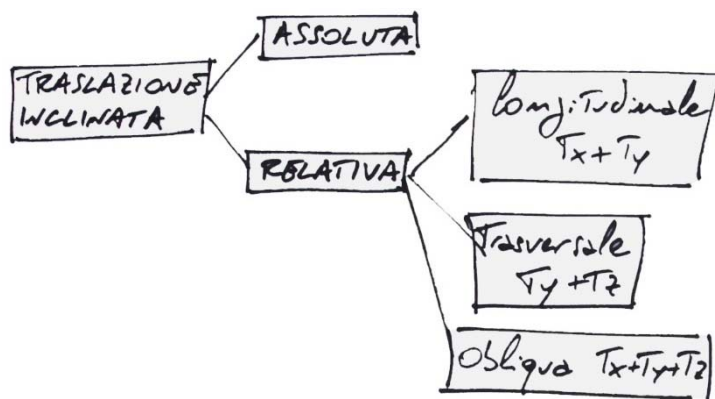 ASSOLUTA
TRASLAZIONE
INCLINATA
RELATIVA
longitudinale
Tx + Ty
Trasversale
Ty + Tz
Obliqua Tx+Ty+Tz